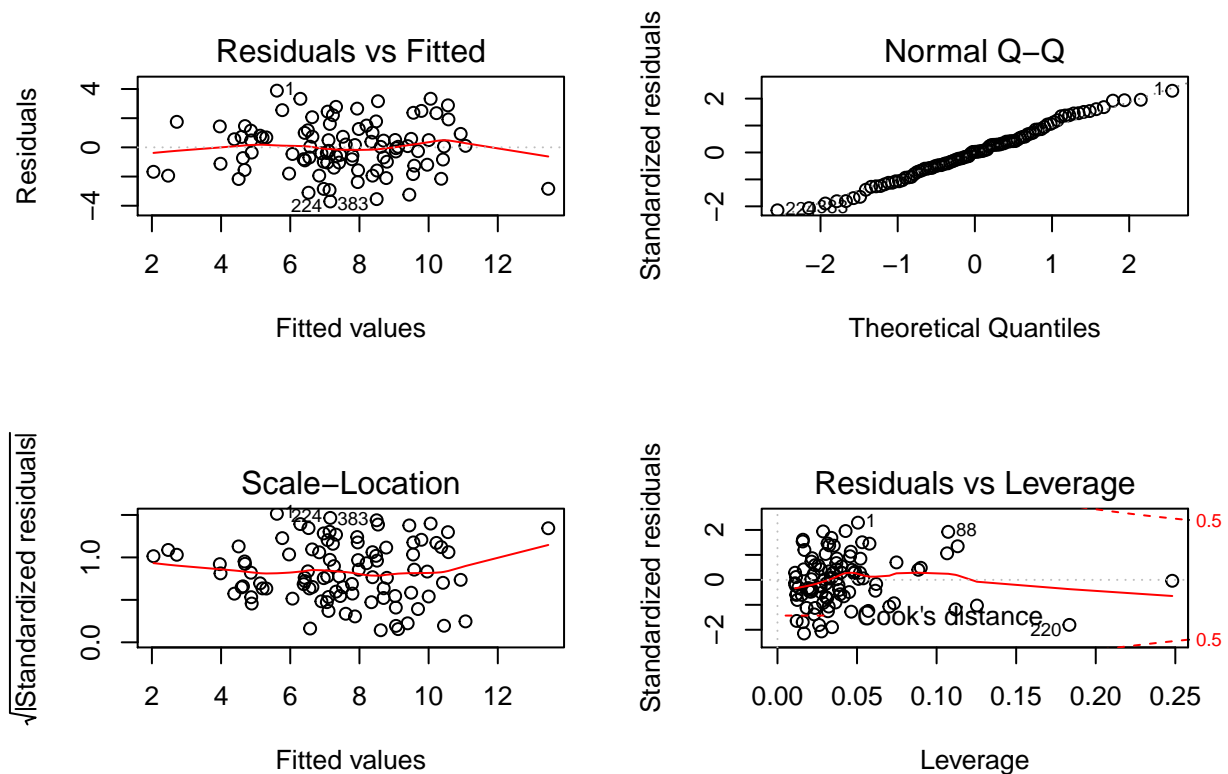 Residuals vs Fitted
Residuals
4
0
−4
1
224
383
2 4 6 8 10 12
Fitted values
Normal Q−Q
Standardized residuals
2
0
−2
1
224
383
−2 −1 0 1 2
Theoretical Quantiles
Scale−Location
√|Standardized residuals|
1.0
0.0
1
224
383
2 4 6 8 10 12
Fitted values
Residuals vs Leverage
Standardized residuals
2
0
−2
1
88
220
Cook's distance
0.5
0.5
0.00 0.05 0.10 0.15 0.20 0.25
Leverage